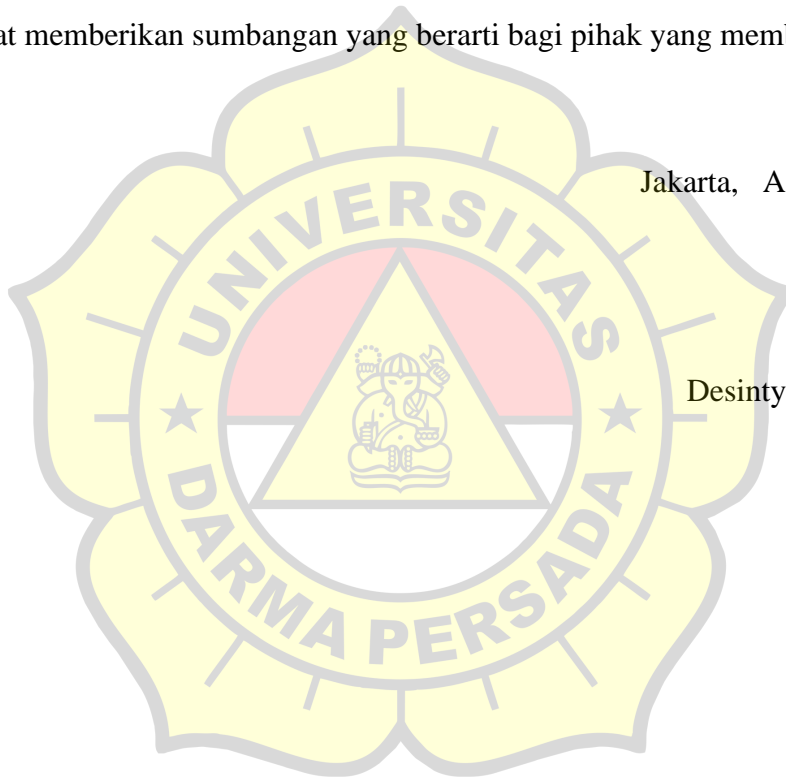 at memberikan sumbangan yang berarti bagi pihak yang memb
Jakarta, A
UNIVERSITAS
Desinty
DARMA PERSADA